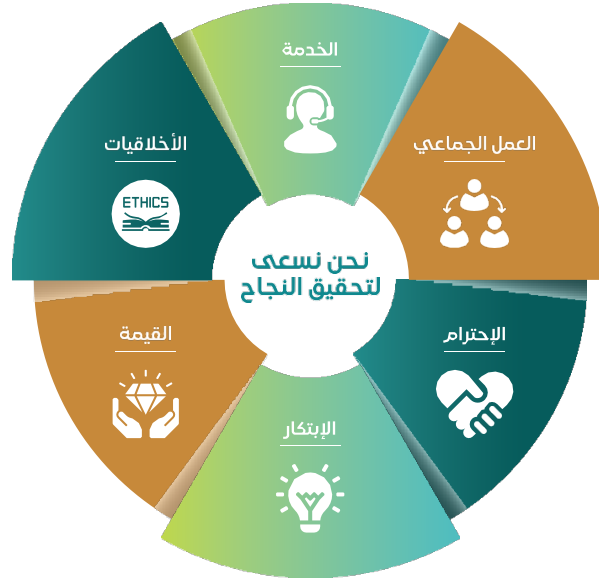 الخدمة
العمل الجماعي
الأخلاقيات
ETHICS
نحن نسعى
لتحقيق النجاح
الإحترام
القيمة
الإبتكار